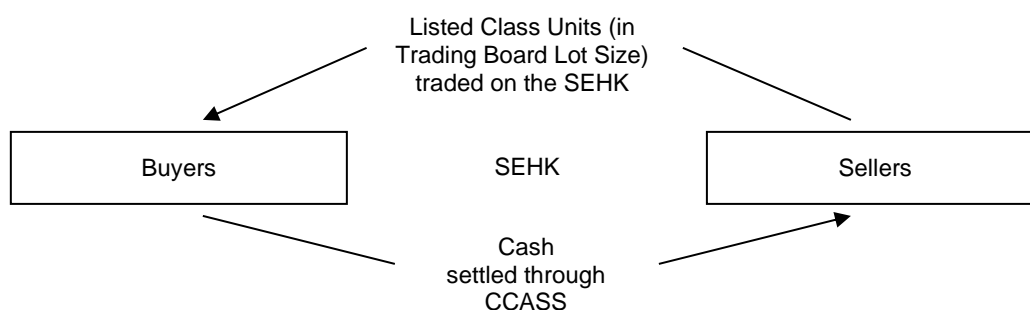 Listed Class Units (in
Trading Board Lot Size)
traded on the SEHK
Buyers
SEHK
Sellers
Cash
settled through
CCASS